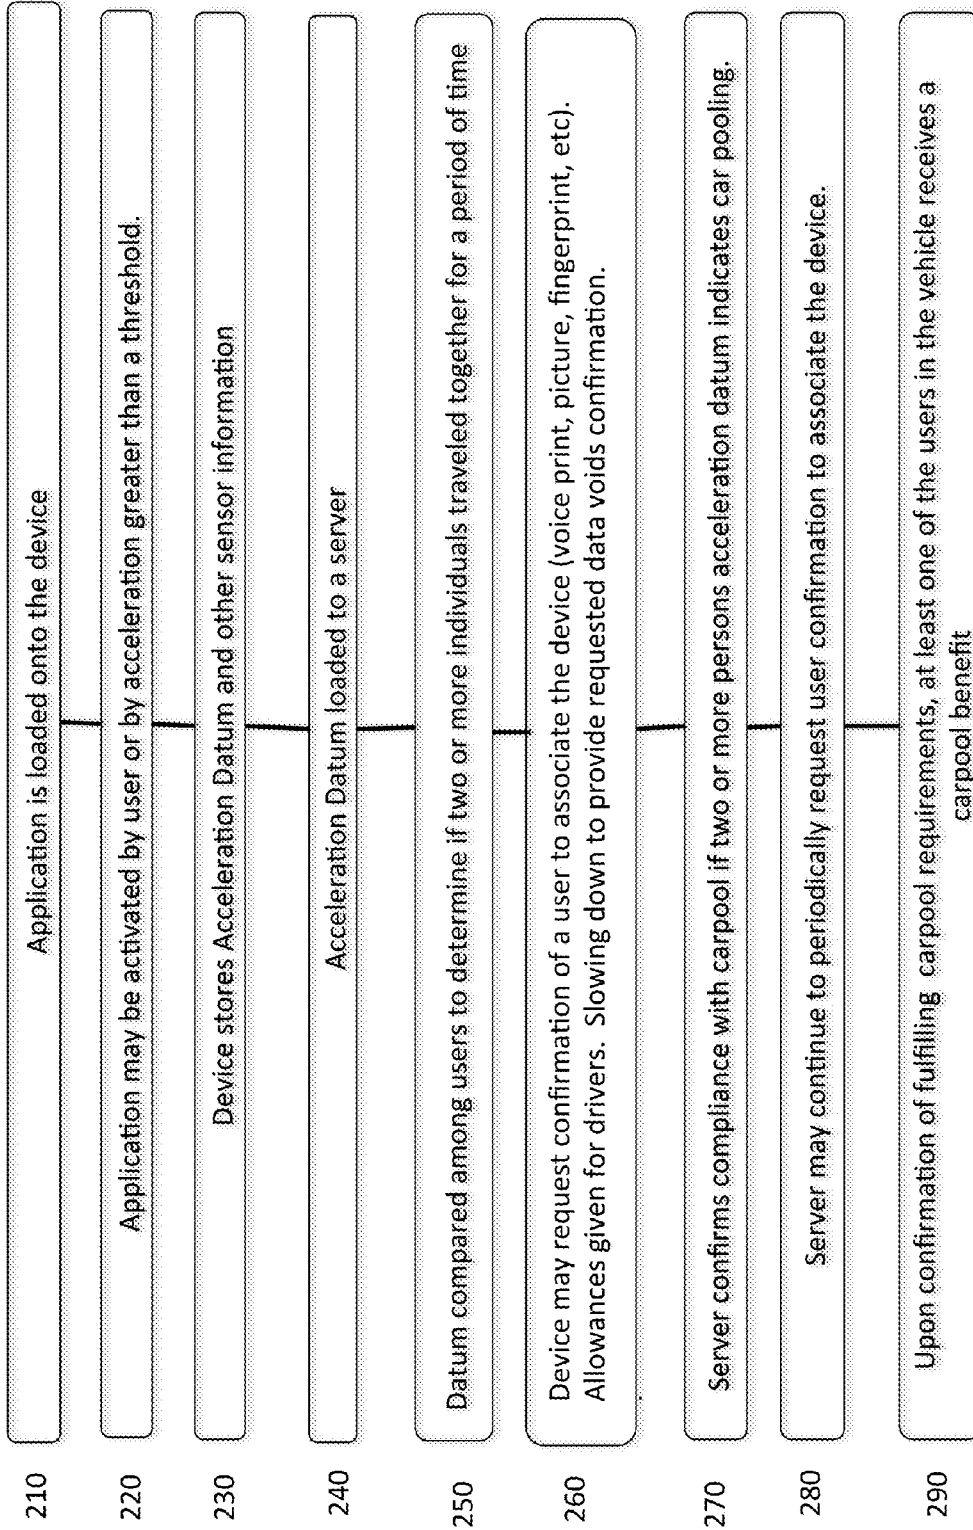 210
Application is loaded onto the device
220
Application may be activated by user or by acceleration greater than a threshold.
230
Device stores Acceleration Datum and other sensor information
240
Acceleration Datum loaded to a server
250
Datum compared among users to determine if two or more individuals traveled together for a period of time
260
Device may request confirmation of a user to associate the device (voice print, picture, fingerprint, etc).
Allowances given for drivers. Slowing down to provide requested data voids confirmation.
.
270
Server confirms compliance with carpool if two or more persons acceleration datum indicates car pooling.
280
Server may continue to periodically request user confirmation to associate the device.
290
Upon confirmation of fulfilling carpool requirements, at least one of the users in the vehicle receives a
carpool benefit